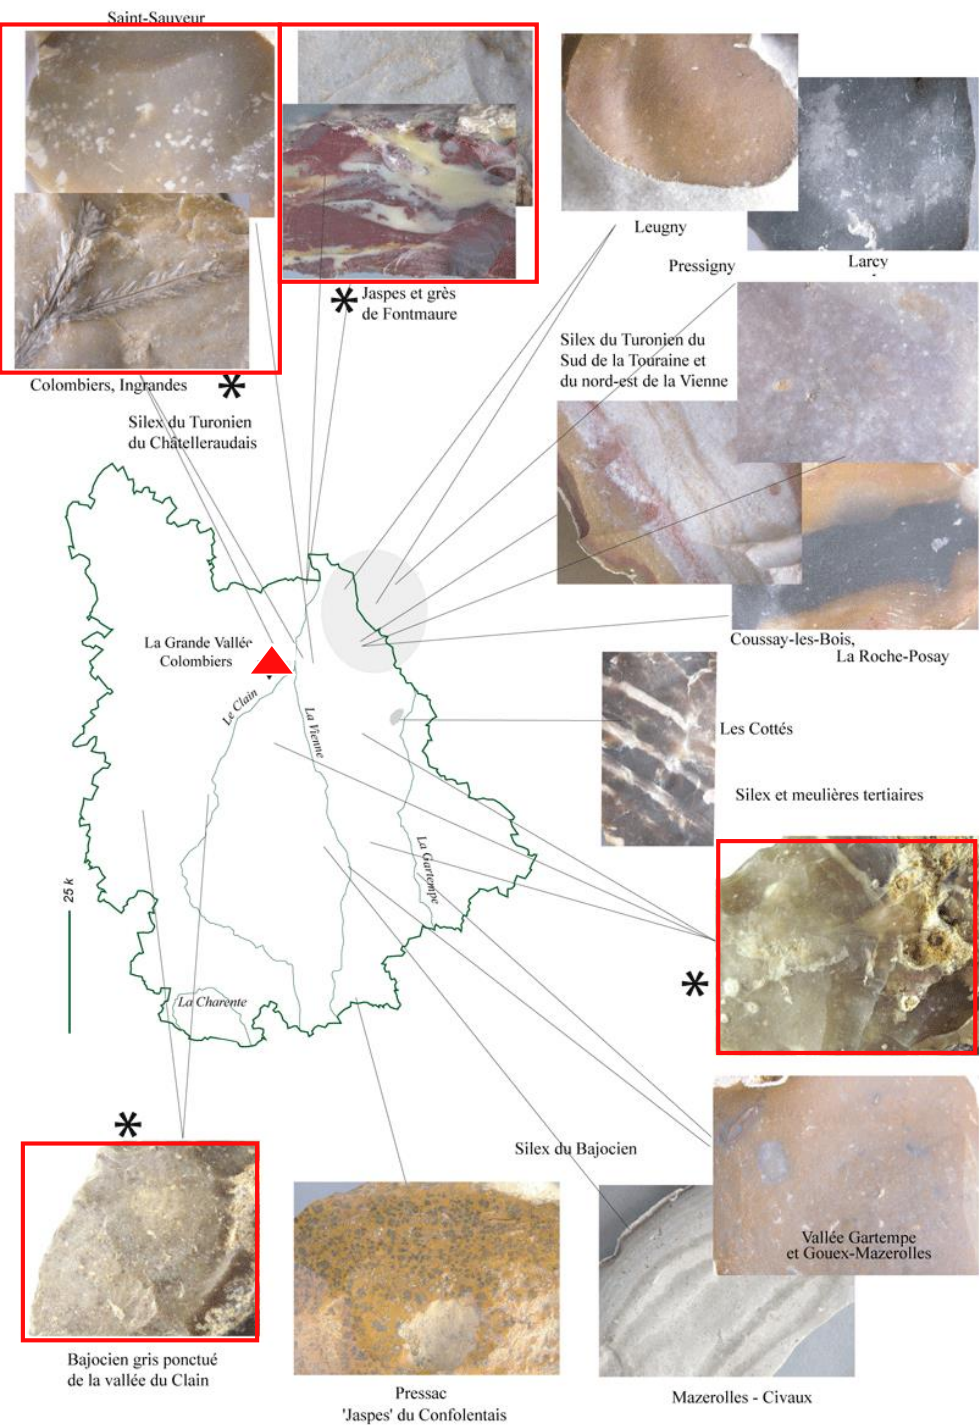 Saint-Sauveur
Colombiers, Ingrandes
*
Silex du Turonien
du Châtelleraudais
* Jaspes et grès
de Fontmaure
Leugny
Larcy
Pressigny
Silex du Turonien du
Sud de la Touraine et
du nord-est de la Vienne
Coussay-les-Bois,
La Roche-Posay
La Grande Vallée
Colombiers
Le Clain
La Vienne
La Gartempe
La Charente
25 k
Les Cottés
Silex et meulières tertiaires
*
*
Silex du Bajocien
Vallée Gartempe
et Gouex-Mazerolles
Bajocien gris ponctué
de la vallée du Clain
Pressac
'Jaspes' du Confolentais
Mazerolles - Civaux